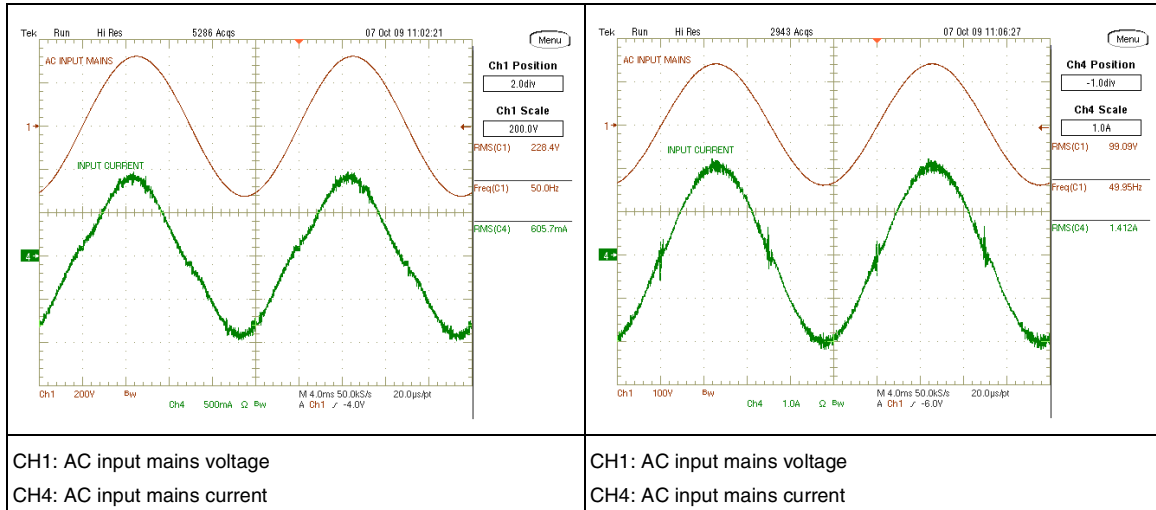 Tek Run Hi Res 5286 Acqs 07 Oct 09 11:02:21
Menu
AC INPUT MAINS
Ch1 Position
2.0div
Ch1 Scale
200.0V
1
RMS(C1) 228.4V
INPUT CURRENT
Freq(C1) 50.0Hz
RMS(C4) 605.7mA
4
Ch1 200V BW M 4.0ms 50.0kS/s 20.0µs/pt
Ch4 500mA Ω BW A Ch1 / -4.0V
CH1: AC input mains voltage
CH4: AC input mains current
Tek Run Hi Res 2943 Acqs 07 Oct 09 11:06:27
Menu
AC INPUT MAINS
Ch4 Position
-1.0div
Ch4 Scale
1.0A
1
RMS(C1) 99.09V
INPUT CURRENT
Freq(C1) 49.95Hz
RMS(C4) 1.412A
4
Ch1 100V BW M 4.0ms 50.0kS/s 20.0µs/pt
Ch4 1.0A Ω BW A Ch1 / -6.0V
CH1: AC input mains voltage
CH4: AC input mains current